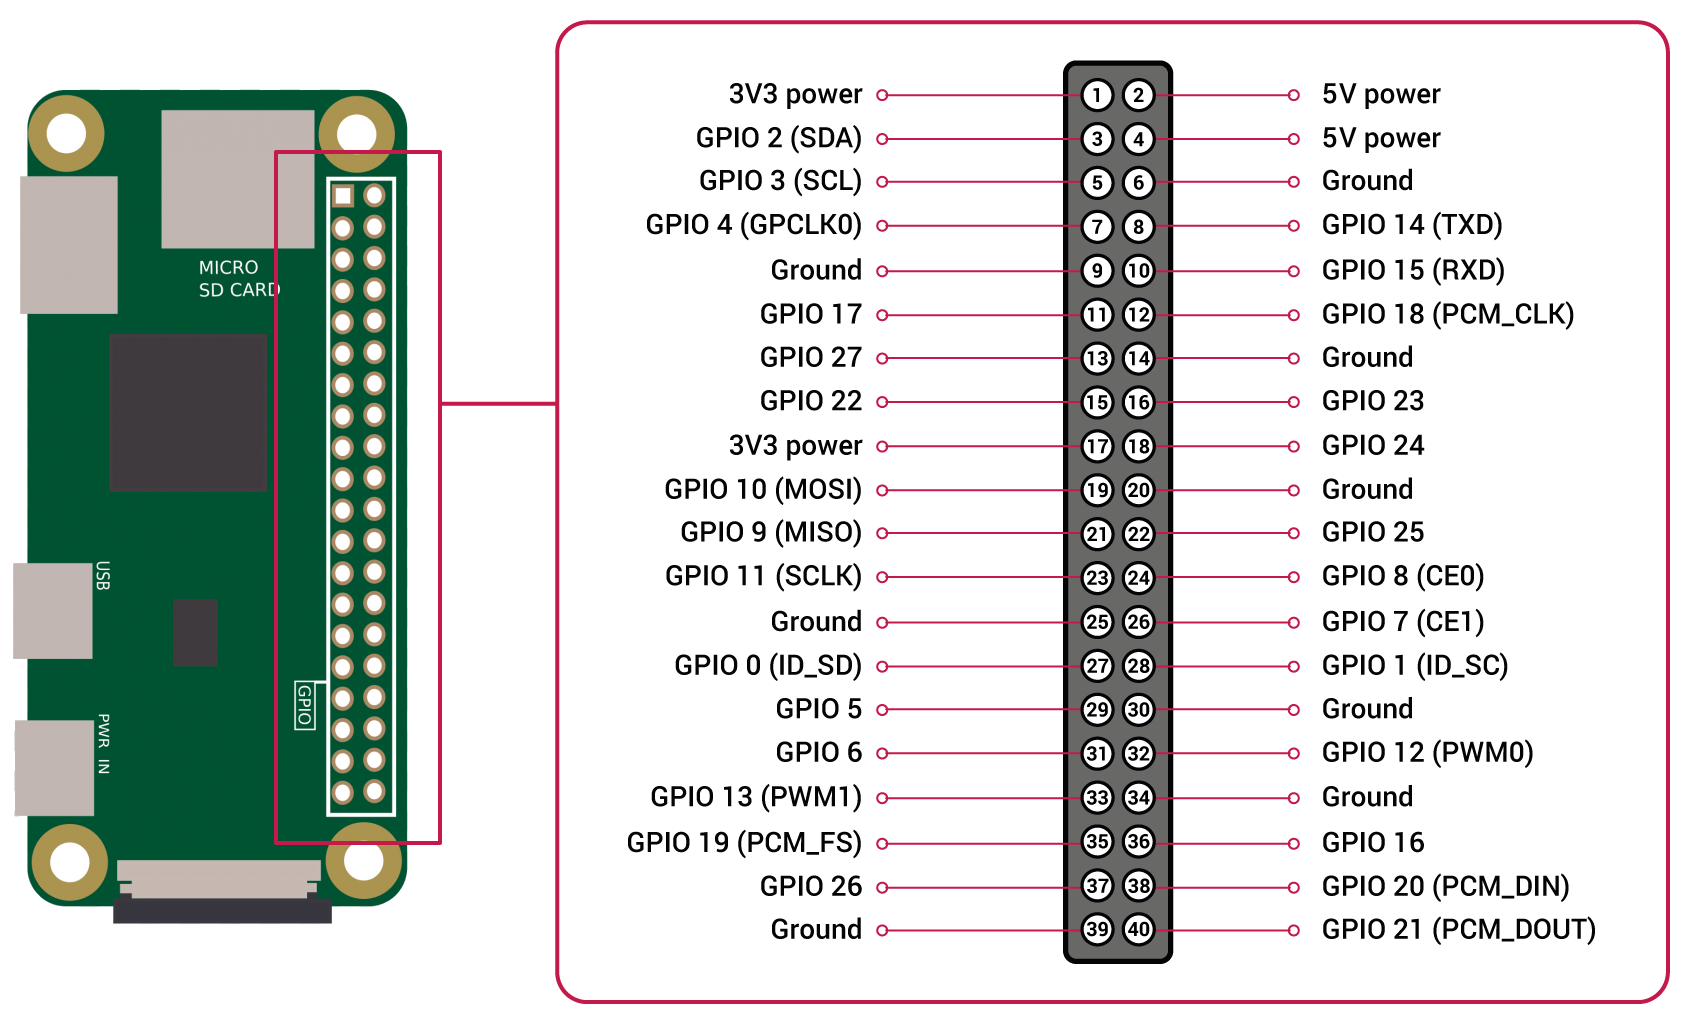 MICRO
SD CARD
USB
PWR IN
GPIO
3V3 power 1 2 5V power
GPIO 2 (SDA) 3 4 5V power
GPIO 3 (SCL) 5 6 Ground
GPIO 4 (GPCLK0) 7 8 GPIO 14 (TXD)
Ground 9 10 GPIO 15 (RXD)
GPIO 17 11 12 GPIO 18 (PCM_CLK)
GPIO 27 13 14 Ground
GPIO 22 15 16 GPIO 23
3V3 power 17 18 GPIO 24
GPIO 10 (MOSI) 19 20 Ground
GPIO 9 (MISO) 21 22 GPIO 25
GPIO 11 (SCLK) 23 24 GPIO 8 (CE0)
Ground 25 26 GPIO 7 (CE1)
GPIO 0 (ID_SD) 27 28 GPIO 1 (ID_SC)
GPIO 5 29 30 Ground
GPIO 6 31 32 GPIO 12 (PWM0)
GPIO 13 (PWM1) 33 34 Ground
GPIO 19 (PCM_FS) 35 36 GPIO 16
GPIO 26 37 38 GPIO 20 (PCM_DIN)
Ground 39 40 GPIO 21 (PCM_DOUT)